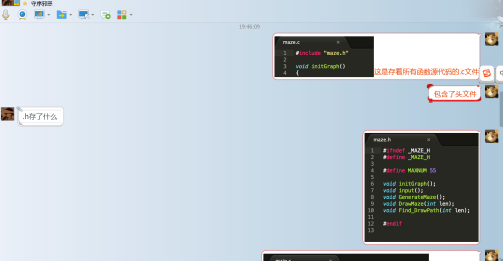 守序邪恶
19:46:09
maze.c ×
1 #include "maze.h"
2
3 void initGraph()
4 {
这是存着所有函数源代码的.c文件
包含了头文件
.h存了什么
maze.h ×
1 #ifndef _MAZE_H
2 #define _MAZE_H
3
4 #define MAXNUM 55
5
6 void initGraph();
7 void input();
8 void GenerateMaze();
9 void DrawMaze(int len);
10 void Find_DrawPath(int len);
11
12 #endif
13